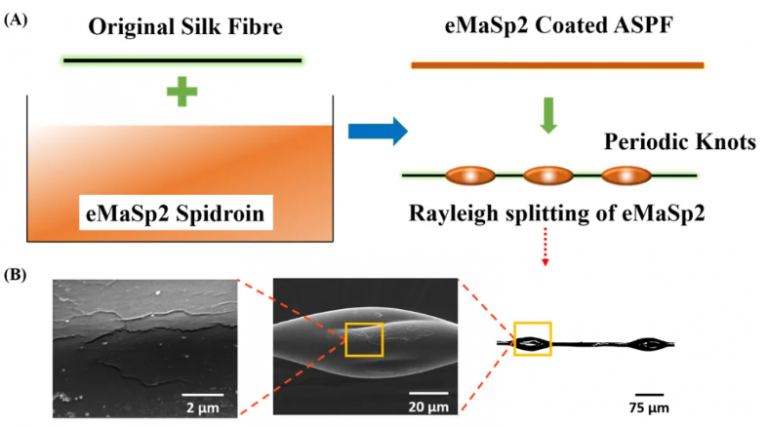 (A)
Original Silk Fibre
eMaSp2 Coated ASPF
Periodic Knots
eMaSp2 Spidroin
Rayleigh splitting of eMaSp2
(B)
2 μm
20 μm
75 μm